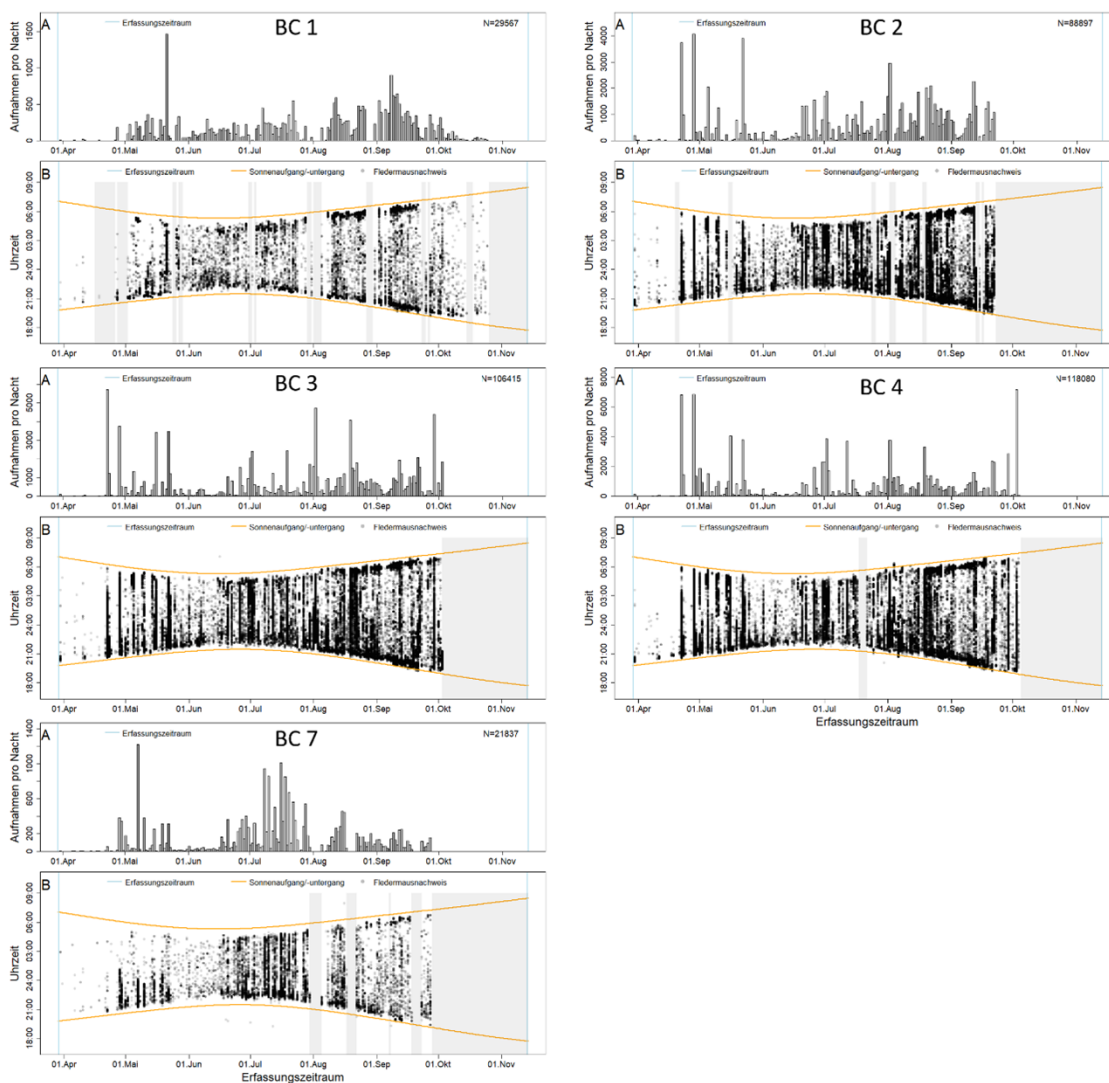 A Erfassungszeitraum BC 1 N=29567
Aufnahmen pro Nacht
1500
1000
500
0
01.Apr 01.Mai 01.Jun 01.Jul 01.Aug 01.Sep 01.Okt 01.Nov
B Erfassungszeitraum Sonnenaufgang/-untergang Fledermausnachweis
Uhrzeit
09:00
06:00
03:00
24:00
21:00
18:00
01.Apr 01.Mai 01.Jun 01.Jul 01.Aug 01.Sep 01.Okt 01.Nov
A Erfassungszeitraum BC 2 N=88897
Aufnahmen pro Nacht
4000
3000
2000
1000
0
01.Apr 01.Mai 01.Jun 01.Jul 01.Aug 01.Sep 01.Okt 01.Nov
B Erfassungszeitraum Sonnenaufgang/-untergang Fledermausnachweis
Uhrzeit
09:00
06:00
03:00
24:00
21:00
18:00
01.Apr 01.Mai 01.Jun 01.Jul 01.Aug 01.Sep 01.Okt 01.Nov
A Erfassungszeitraum BC 3 N=106415
Aufnahmen pro Nacht
5000
3000
1000
0
01.Apr 01.Mai 01.Jun 01.Jul 01.Aug 01.Sep 01.Okt 01.Nov
B Erfassungszeitraum Sonnenaufgang/-untergang Fledermausnachweis
Uhrzeit
09:00
06:00
03:00
24:00
21:00
18:00
01.Apr 01.Mai 01.Jun 01.Jul 01.Aug 01.Sep 01.Okt 01.Nov
A Erfassungszeitraum BC 4 N=118080
Aufnahmen pro Nacht
8000
6000
4000
2000
0
01.Apr 01.Mai 01.Jun 01.Jul 01.Aug 01.Sep 01.Okt 01.Nov
B Erfassungszeitraum Sonnenaufgang/-untergang Fledermausnachweis
Uhrzeit
09:00
06:00
03:00
24:00
21:00
18:00
01.Apr 01.Mai 01.Jun 01.Jul 01.Aug 01.Sep 01.Okt 01.Nov
Erfassungszeitraum
A Erfassungszeitraum BC 7 N=21837
Aufnahmen pro Nacht
1400
1000
600
200
0
01.Apr 01.Mai 01.Jun 01.Jul 01.Aug 01.Sep 01.Okt 01.Nov
B Erfassungszeitraum Sonnenaufgang/-untergang Fledermausnachweis
Uhrzeit
09:00
06:00
03:00
24:00
21:00
18:00
01.Apr 01.Mai 01.Jun 01.Jul 01.Aug 01.Sep 01.Okt 01.Nov
Erfassungszeitraum